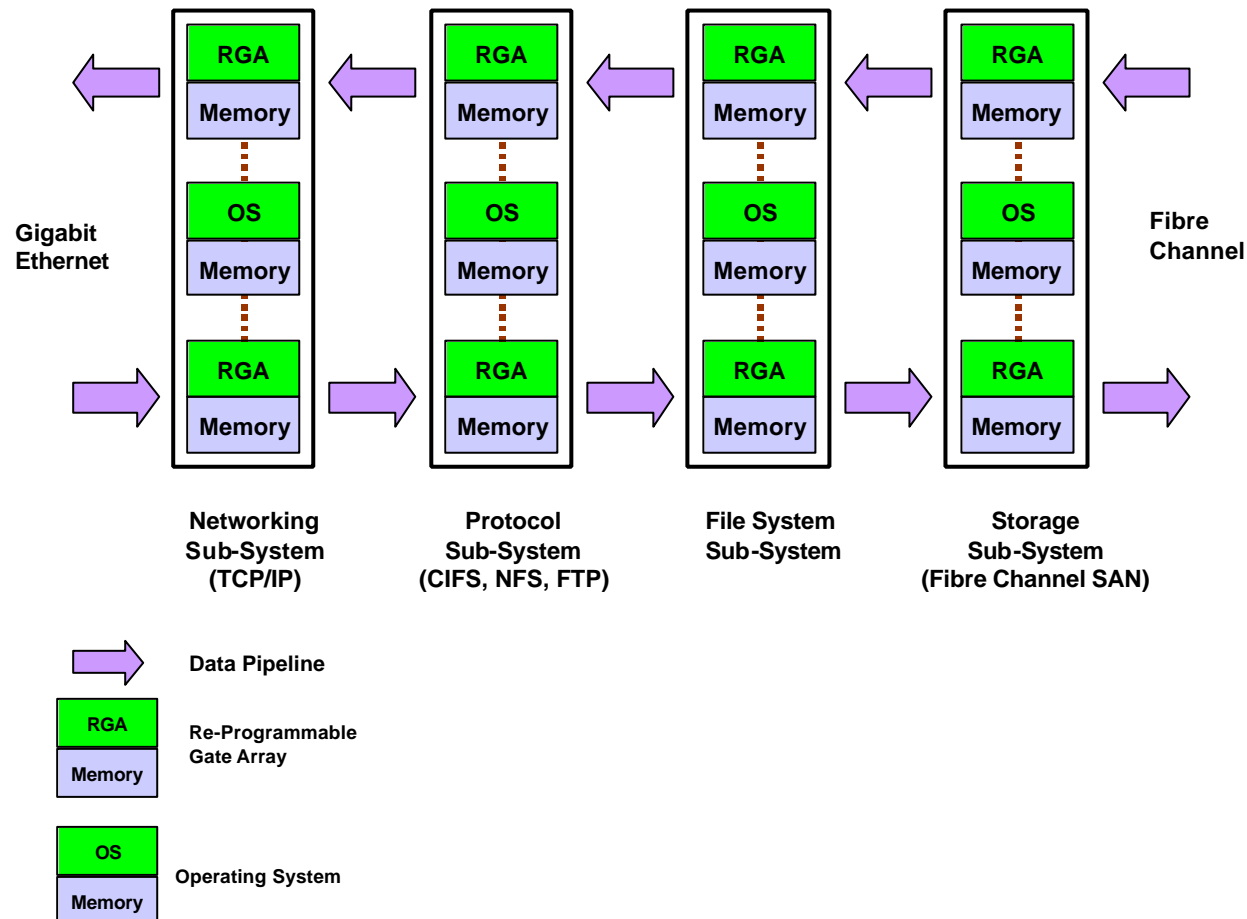 RGA
RGA
RGA
RGA
Memory
Memory
Memory
Memory
OS
OS
OS
OS
Gigabit
Ethernet
Fibre
Channel
Memory
Memory
Memory
Memory
RGA
RGA
RGA
RGA
Memory
Memory
Memory
Memory
Networking
Sub-System
(TCP/IP)
Protocol
Sub-System
(CIFS, NFS, FTP)
File System
Sub-System
Storage
Sub-System
(Fibre Channel SAN)
Data Pipeline
RGA
Memory
Re-Programmable
Gate Array
OS
Memory
Operating System